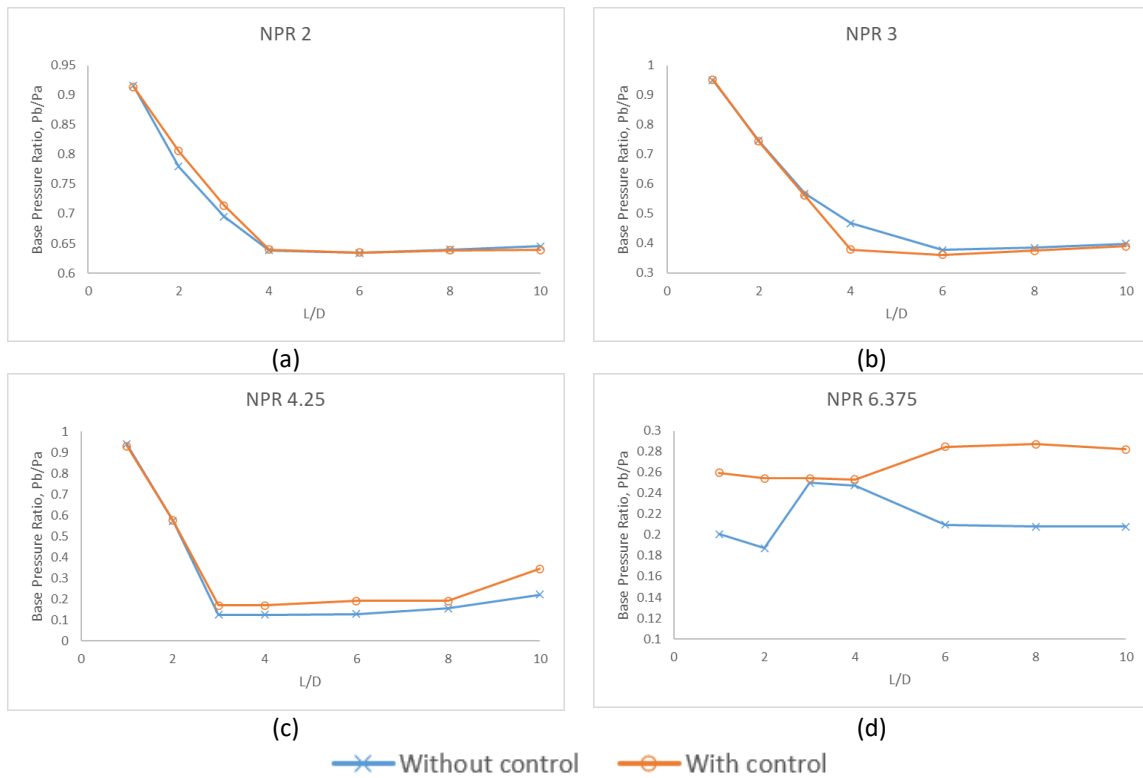 NPR 2
Base Pressure Ratio, Pb/Pa
0.95
0.9
0.85
0.8
0.75
0.7
0.65
0.6
0 2 4 6 8 10
L/D
(a)
NPR 3
Base Pressure Ratio, Pb/Pa
1
0.9
0.8
0.7
0.6
0.5
0.4
0.3
0 2 4 6 8 10
L/D
(b)
NPR 4.25
Base Pressure Ratio, Pb/Pa
1
0.9
0.8
0.7
0.6
0.5
0.4
0.3
0.2
0.1
0
0 2 4 6 8 10
L/D
(c)
NPR 6.375
Base Pressure Ratio, Pb/Pa
0.3
0.28
0.26
0.24
0.22
0.2
0.18
0.16
0.14
0.12
0.1
0 2 4 6 8 10
L/D
(d)
Without control With control